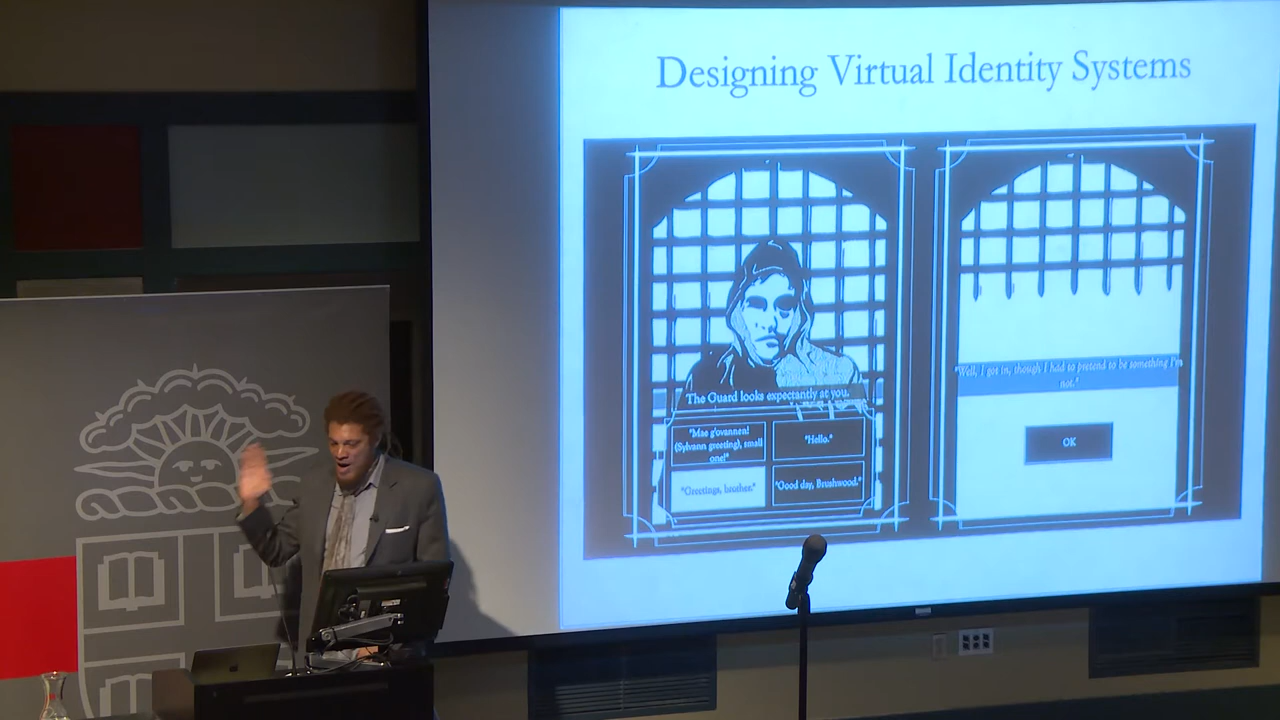 Designing Virtual Identity Systems
The Guard looks expectantly at you.
"Mae g'ovannen!
(Sylvann greeting), small
one!"
"Hello."
"Greetings, brother."
"Good day, Brushwood."
"Well, I got in, though I had to pretend to be something I'm
not."
OK